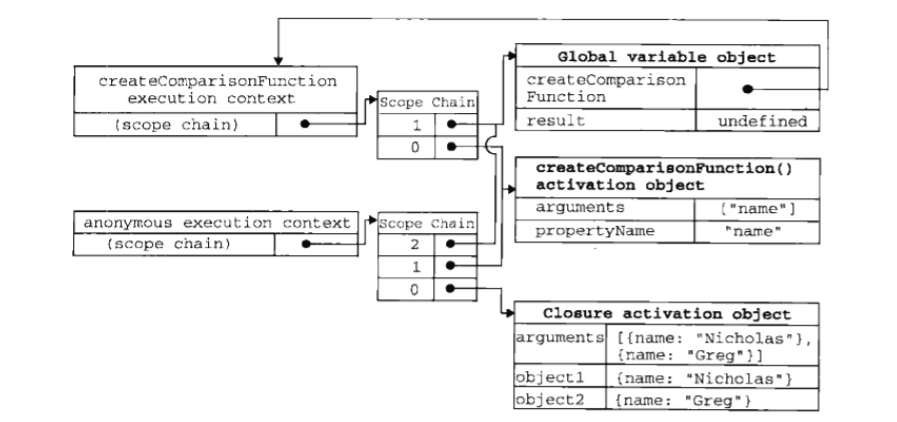 createComparisonFunction
execution context
(scope chain)
Scope Chain
1
0
Global variable object
createComparison
Function
result undefined
createComparisonFunction()
activation object
arguments ["name"]
propertyName "name"
anonymous execution context
(scope chain)
Scope Chain
2
1
0
Closure activation object
arguments [{name: "Nicholas"},
{name: "Greg"}]
object1 {name: "Nicholas"}
object2 {name: "Greg"}